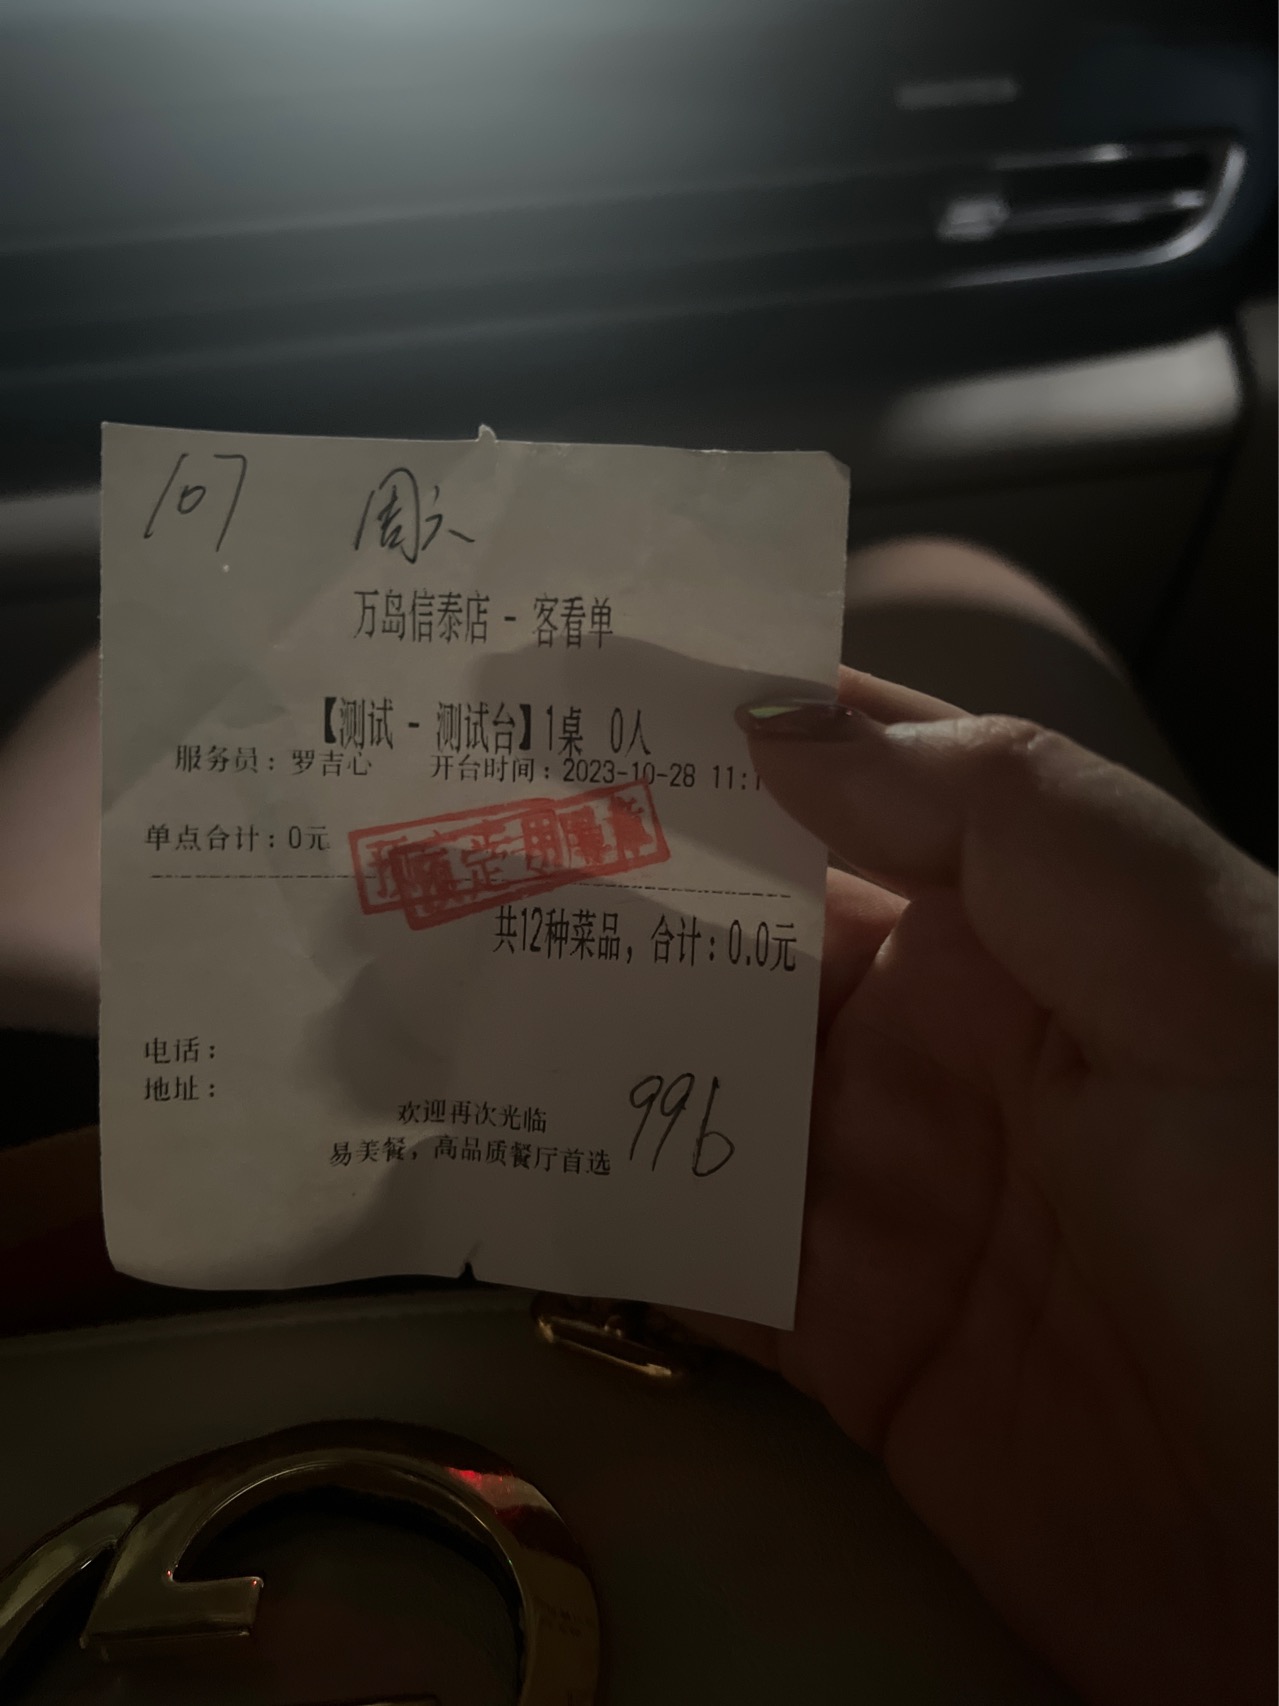 107 周六
万岛信泰店 - 客看单
【测试 - 测试台】1桌 0人
服务员：罗吉心 开台时间：2023-10-28 11:1
单点合计：0元
共12种菜品，合计：0.0元
电话：
地址：
欢迎再次光临
易美餐，高品质餐厅首选
996